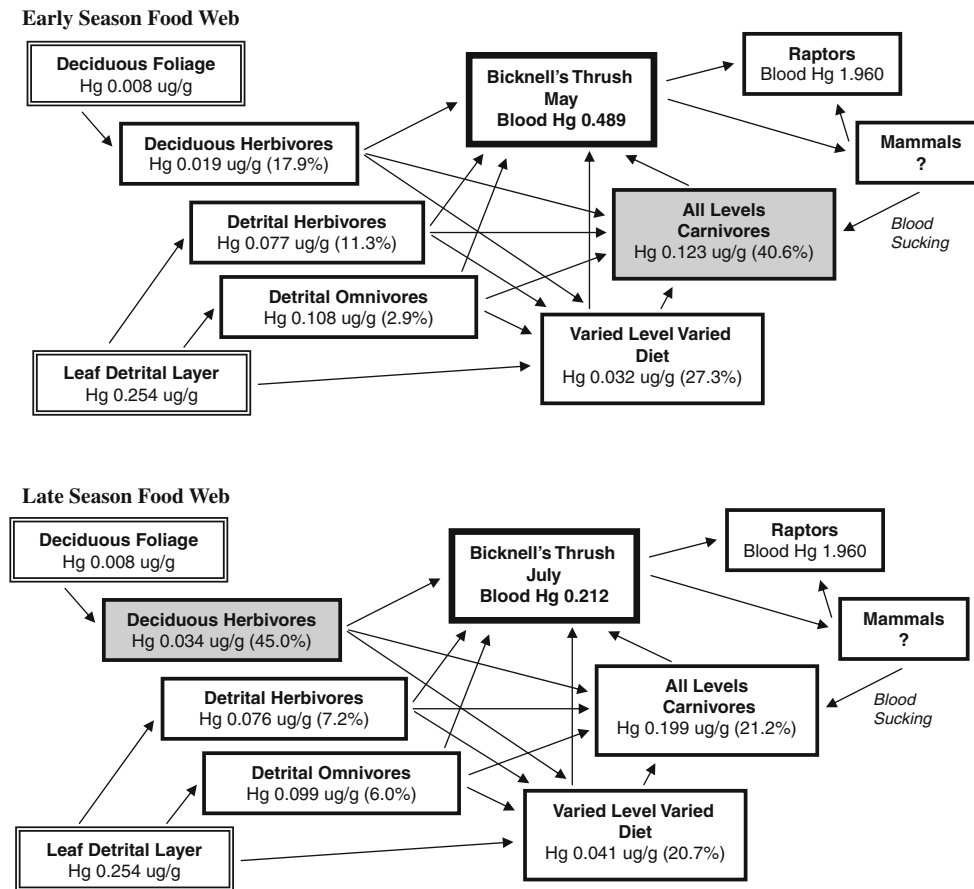 Early Season Food Web
Deciduous Foliage
Hg 0.008 ug/g
Bicknell's Thrush
May
Blood Hg 0.489
Raptors
Blood Hg 1.960
Deciduous Herbivores
Hg 0.019 ug/g (17.9%)
Mammals
?
Detrital Herbivores
Hg 0.077 ug/g (11.3%)
All Levels
Carnivores
Hg 0.123 ug/g (40.6%)
Blood
Sucking
Detrital Omnivores
Hg 0.108 ug/g (2.9%)
Varied Level Varied
Diet
Hg 0.032 ug/g (27.3%)
Leaf Detrital Layer
Hg 0.254 ug/g
Late Season Food Web
Deciduous Foliage
Hg 0.008 ug/g
Bicknell's Thrush
July
Blood Hg 0.212
Raptors
Blood Hg 1.960
Deciduous Herbivores
Hg 0.034 ug/g (45.0%)
Mammals
?
Detrital Herbivores
Hg 0.076 ug/g (7.2%)
All Levels
Carnivores
Hg 0.199 ug/g (21.2%)
Blood
Sucking
Detrital Omnivores
Hg 0.099 ug/g (6.0%)
Varied Level Varied
Diet
Hg 0.041 ug/g (20.7%)
Leaf Detrital Layer
Hg 0.254 ug/g